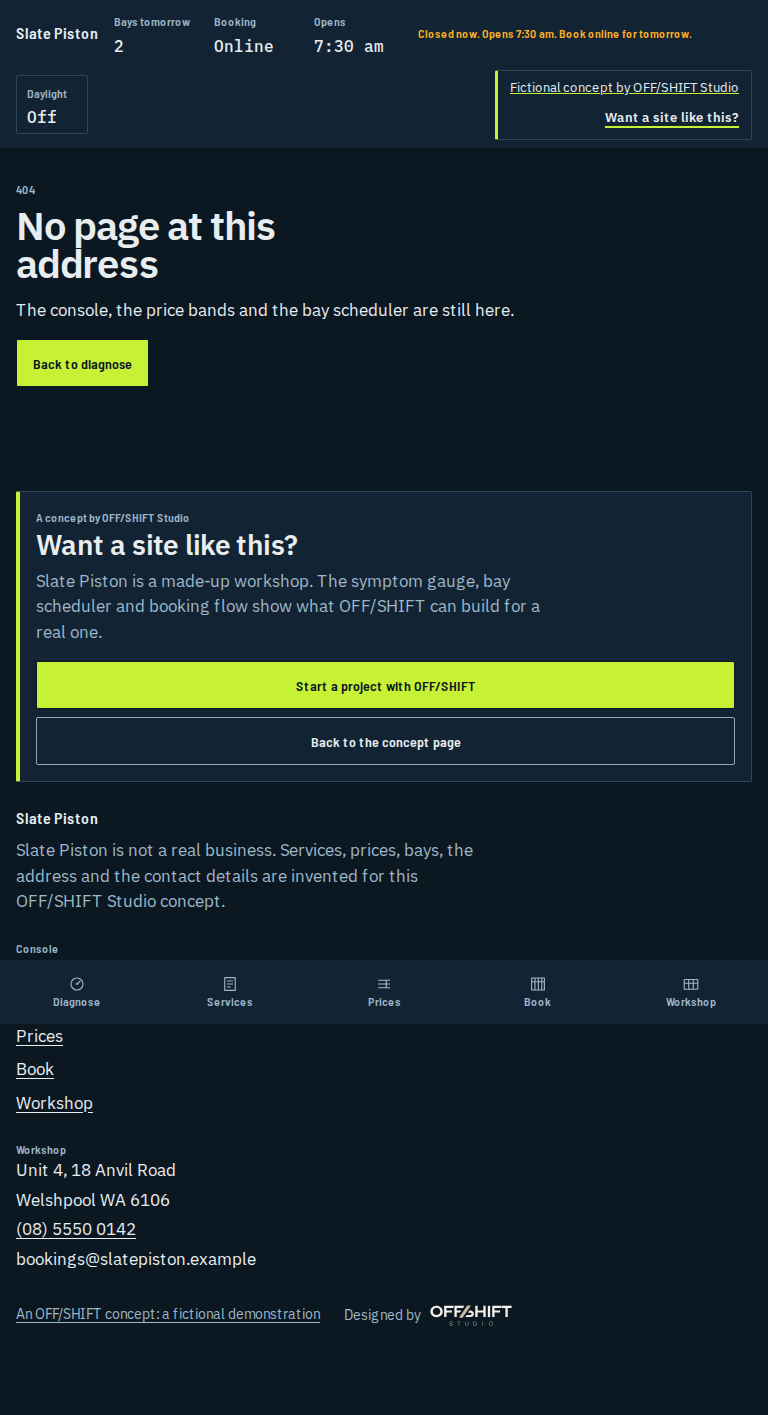 Slate Piston
Bays tomorrow
2
Booking
Online
Opens
7:30 am
Closed now. Opens 7:30 am. Book online for tomorrow.
Daylight
Off
Fictional concept by OFF/SHIFT Studio
Want a site like this?
404
No page at this
address
The console, the price bands and the bay scheduler are still here.
Back to diagnose
A concept by OFF/SHIFT Studio
Want a site like this?
Slate Piston is a made-up workshop. The symptom gauge, bay
scheduler and booking flow show what OFF/SHIFT can build for a
real one.
Start a project with OFF/SHIFT
Back to the concept page
Slate Piston
Slate Piston is not a real business. Services, prices, bays, the
address and the contact details are invented for this
OFF/SHIFT Studio concept.
Console
Diagnose
Services
Prices
Book
Workshop
Prices
Book
Workshop
Workshop
Unit 4, 18 Anvil Road
Welshpool WA 6106
(08) 5550 0142
bookings@slatepiston.example
An OFF/SHIFT concept: a fictional demonstration
Designed by OFF/SHIFT
STUDIO